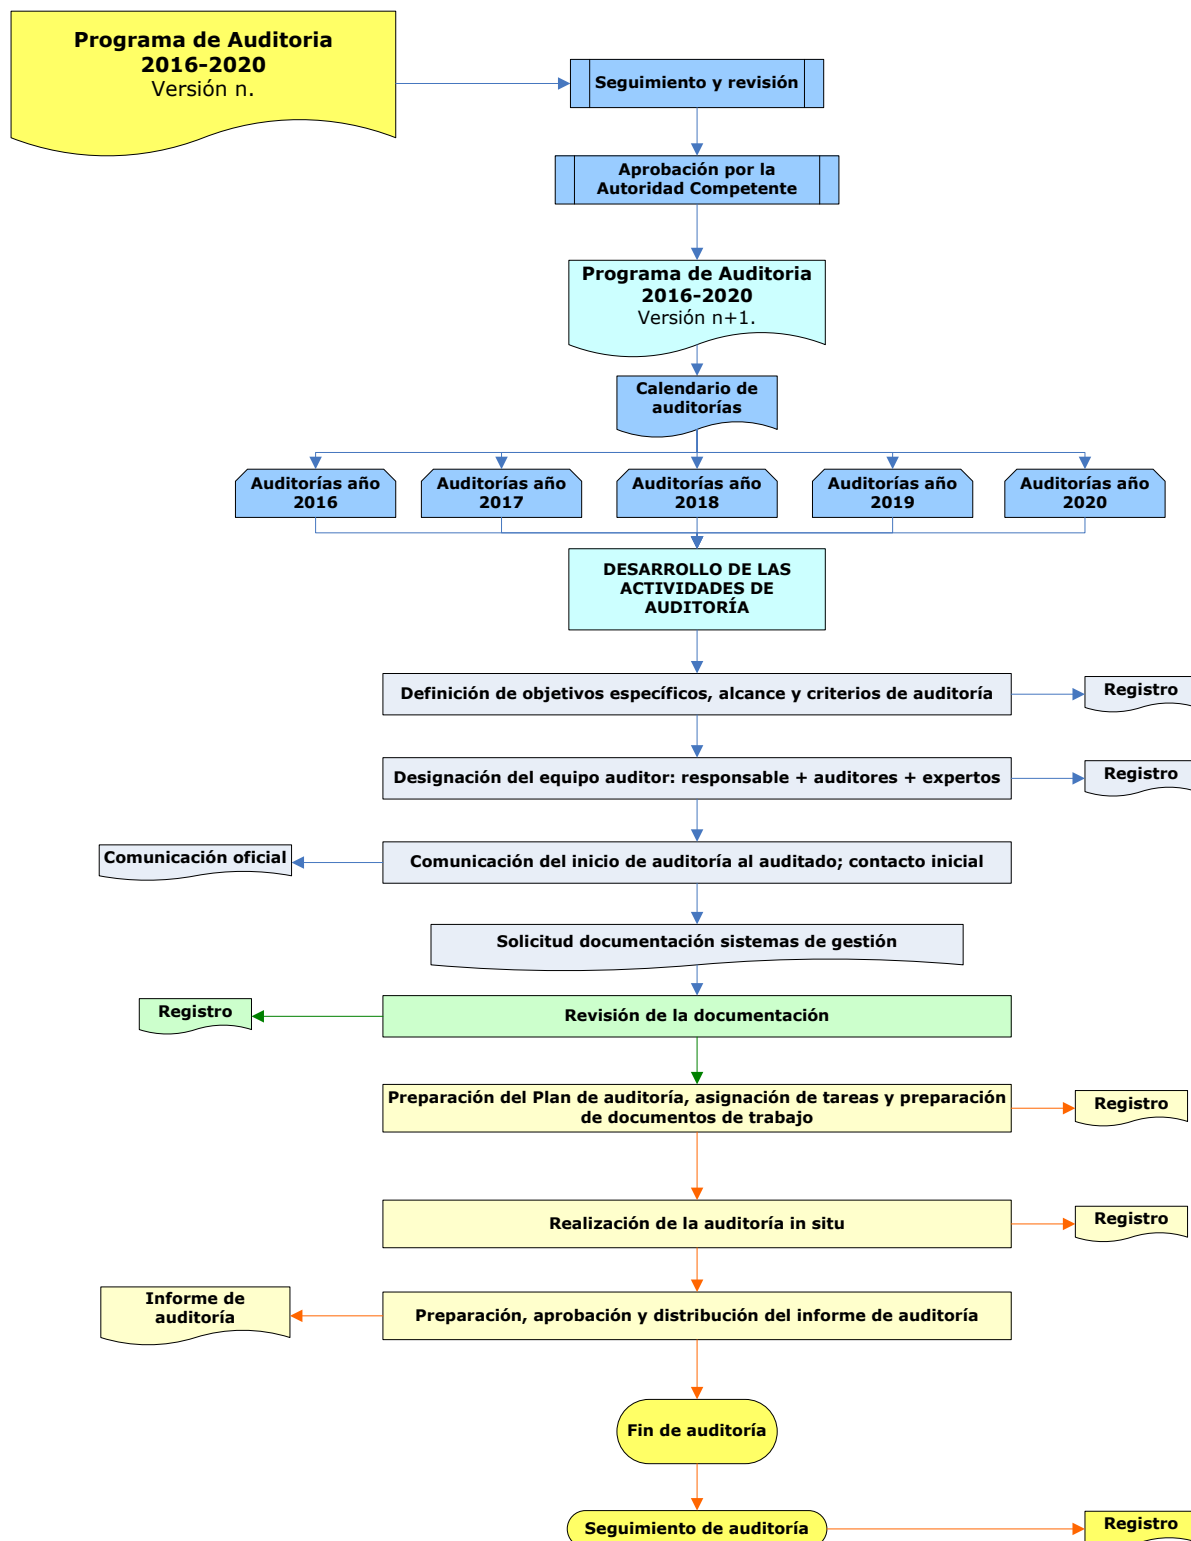 Programa de Auditoria
2016-2020
Versión n.
Seguimiento y revisión
Aprobación por la
Autoridad Competente
Programa de Auditoria
2016-2020
Versión n+1.
Calendario de
auditorías
Auditorías año
2016
Auditorías año
2017
Auditorías año
2018
Auditorías año
2019
Auditorías año
2020
DESARROLLO DE LAS
ACTIVIDADES DE
AUDITORÍA
Definición de objetivos específicos, alcance y criterios de auditoría
Registro
Designación del equipo auditor: responsable + auditores + expertos
Registro
Comunicación oficial
Comunicación del inicio de auditoría al auditado; contacto inicial
Solicitud documentación sistemas de gestión
Registro
Revisión de la documentación
Preparación del Plan de auditoría, asignación de tareas y preparación
de documentos de trabajo
Registro
Realización de la auditoría in situ
Registro
Informe de
auditoría
Preparación, aprobación y distribución del informe de auditoría
Fin de auditoría
Seguimiento de auditoría
Registro